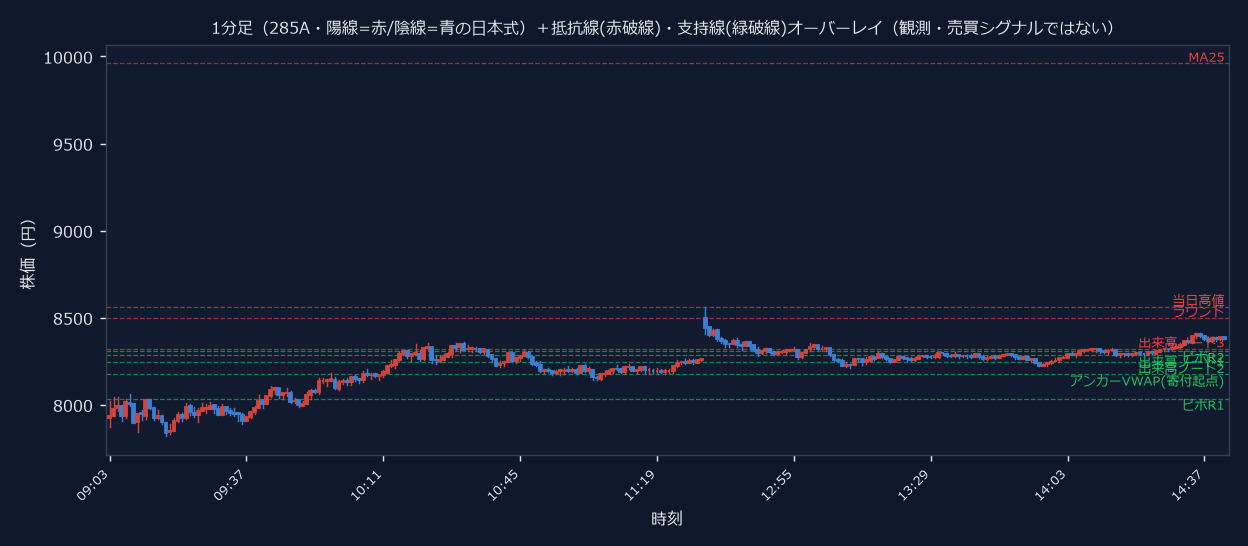 1分足（285A・陽線=赤/陰線=青の日本式）＋抵抗線(赤破線)・支持線(緑破線)オーバーレイ（観測・売買シグナルではない）
株価（円）
10000
9500
9000
8500
8000
MA25
当日高値
ラウンド
ピボR2
アンカーVWAP(寄付起点)
ピボR1
09:03
09:37
10:11
10:45
11:19
12:55
13:29
14:03
14:37
時刻